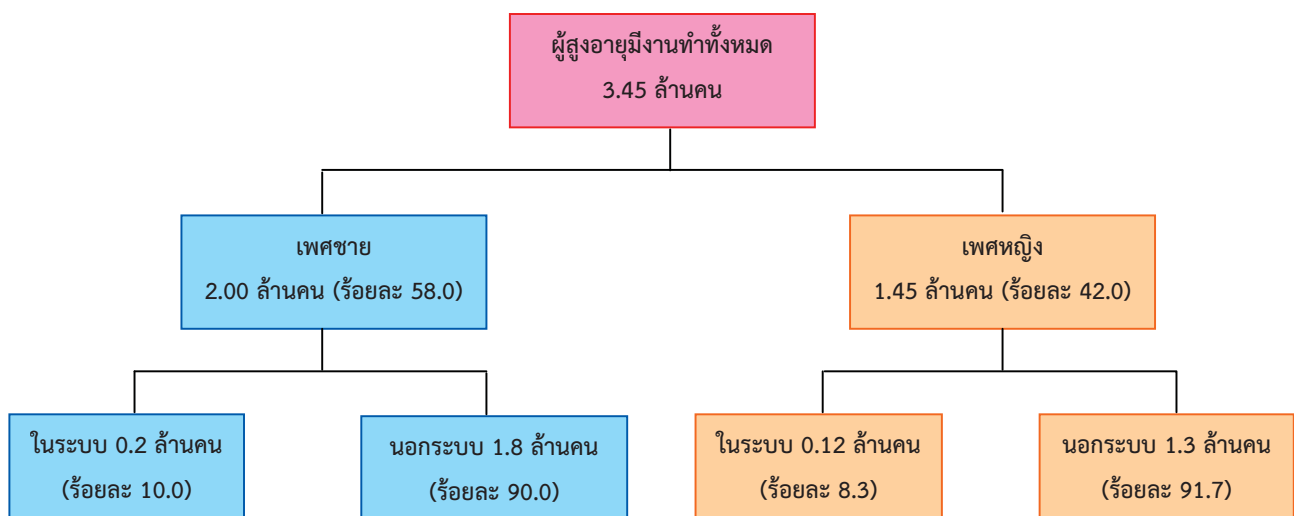 ผู้สูงอายุมีงานทำทั้งหมด
3.45 ล้านคน
เพศชาย
2.00 ล้านคน (ร้อยละ 58.0)
เพศหญิง
1.45 ล้านคน (ร้อยละ 42.0)
ในระบบ 0.2 ล้านคน
(ร้อยละ 10.0)
นอกระบบ 1.8 ล้านคน
(ร้อยละ 90.0)
ในระบบ 0.12 ล้านคน
(ร้อยละ 8.3)
นอกระบบ 1.3 ล้านคน
(ร้อยละ 91.7)